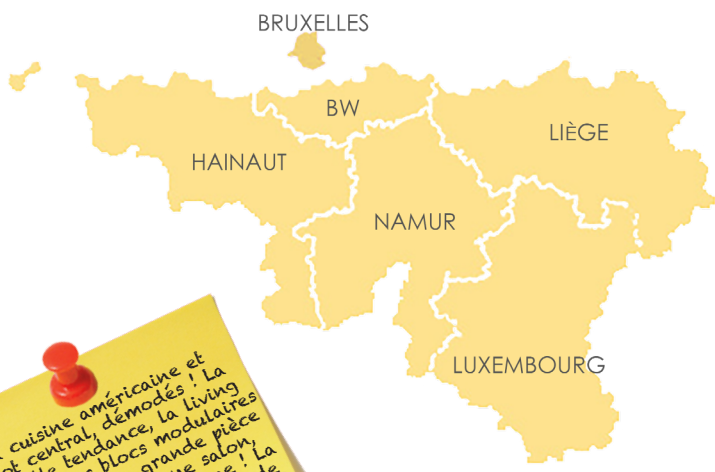 BRUXELLES
BW
LIÈGE
HAINAUT
NAMUR
LUXEMBOURG
cuisine américaine et
central, démodés ! La
tendance, la living
blocs modulaires
grande pièce
salon,
! La